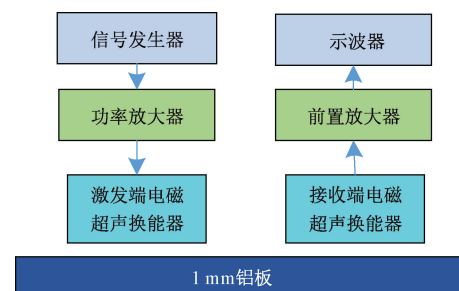 信号发生器
示波器
功率放大器
前置放大器
激发端电磁
超声换能器
接收端电磁
超声换能器
1 mm铝板